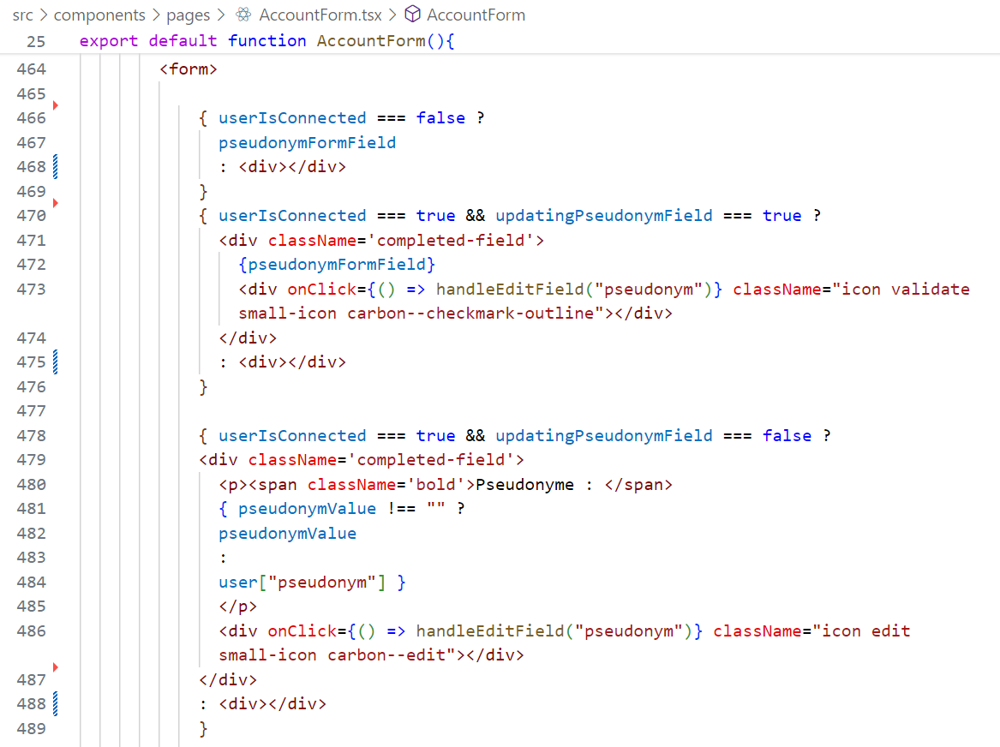 src > components > pages > AccountForm.tsx > AccountForm
25 export default function AccountForm(){
464 <form>
465
466 { userIsConnected === false ?
467 pseudonymFormField
468 : <div></div>
469 }
470 { userIsConnected === true && updatingPseudonymField === true ?
471 <div className='completed-field'>
472 {pseudonymFormField}
473 <div onClick={() => handleEditField("pseudonym")} className="icon validate
small-icon carbon--checkmark-outline"></div>
474 </div>
475 : <div></div>
476 }
477
478 { userIsConnected === true && updatingPseudonymField === false ?
479 <div className='completed-field'>
480 <p><span className='bold'>Pseudonyme : </span>
481 { pseudonymValue !== "" ?
482 pseudonymValue
483 :
484 user["pseudonym"] }
485 </p>
486 <div onClick={() => handleEditField("pseudonym")} className="icon edit
small-icon carbon--edit"></div>
487 </div>
488 : <div></div>
489 }